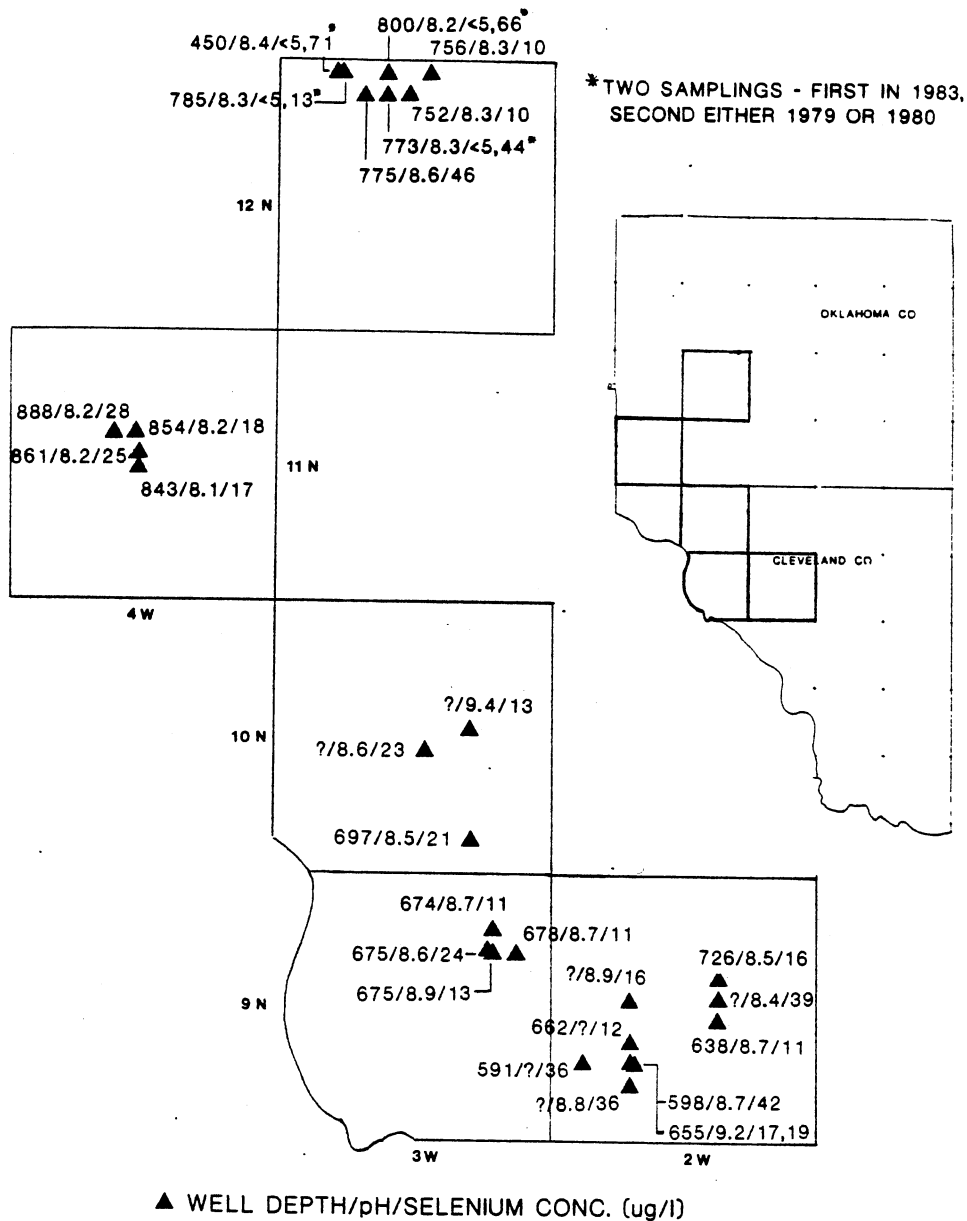 800/8.2/<5,66*
450/8.4/<5,71*
756/8.3/10
785/8.3/<5,13*
752/8.3/10
773/8.3/<5,44*
775/8.6/46
*TWO SAMPLINGS - FIRST IN 1983,
SECOND EITHER 1979 OR 1980
12 N
OKLAHOMA CO
888/8.2/28
854/8.2/18
861/8.2/25
843/8.1/17
11 N
CLEVELAND CO
4 W
?/9.4/13
10 N
?/8.6/23
697/8.5/21
674/8.7/11
678/8.7/11
675/8.6/24
675/8.9/13
?/8.9/16
726/8.5/16
?/8.4/39
9 N
662/?/12
638/8.7/11
591/?/36
?/8.8/36
598/8.7/42
655/9.2/17,19
3 W
2 W
▲ WELL DEPTH/pH/SELENIUM CONC. (ug/l)